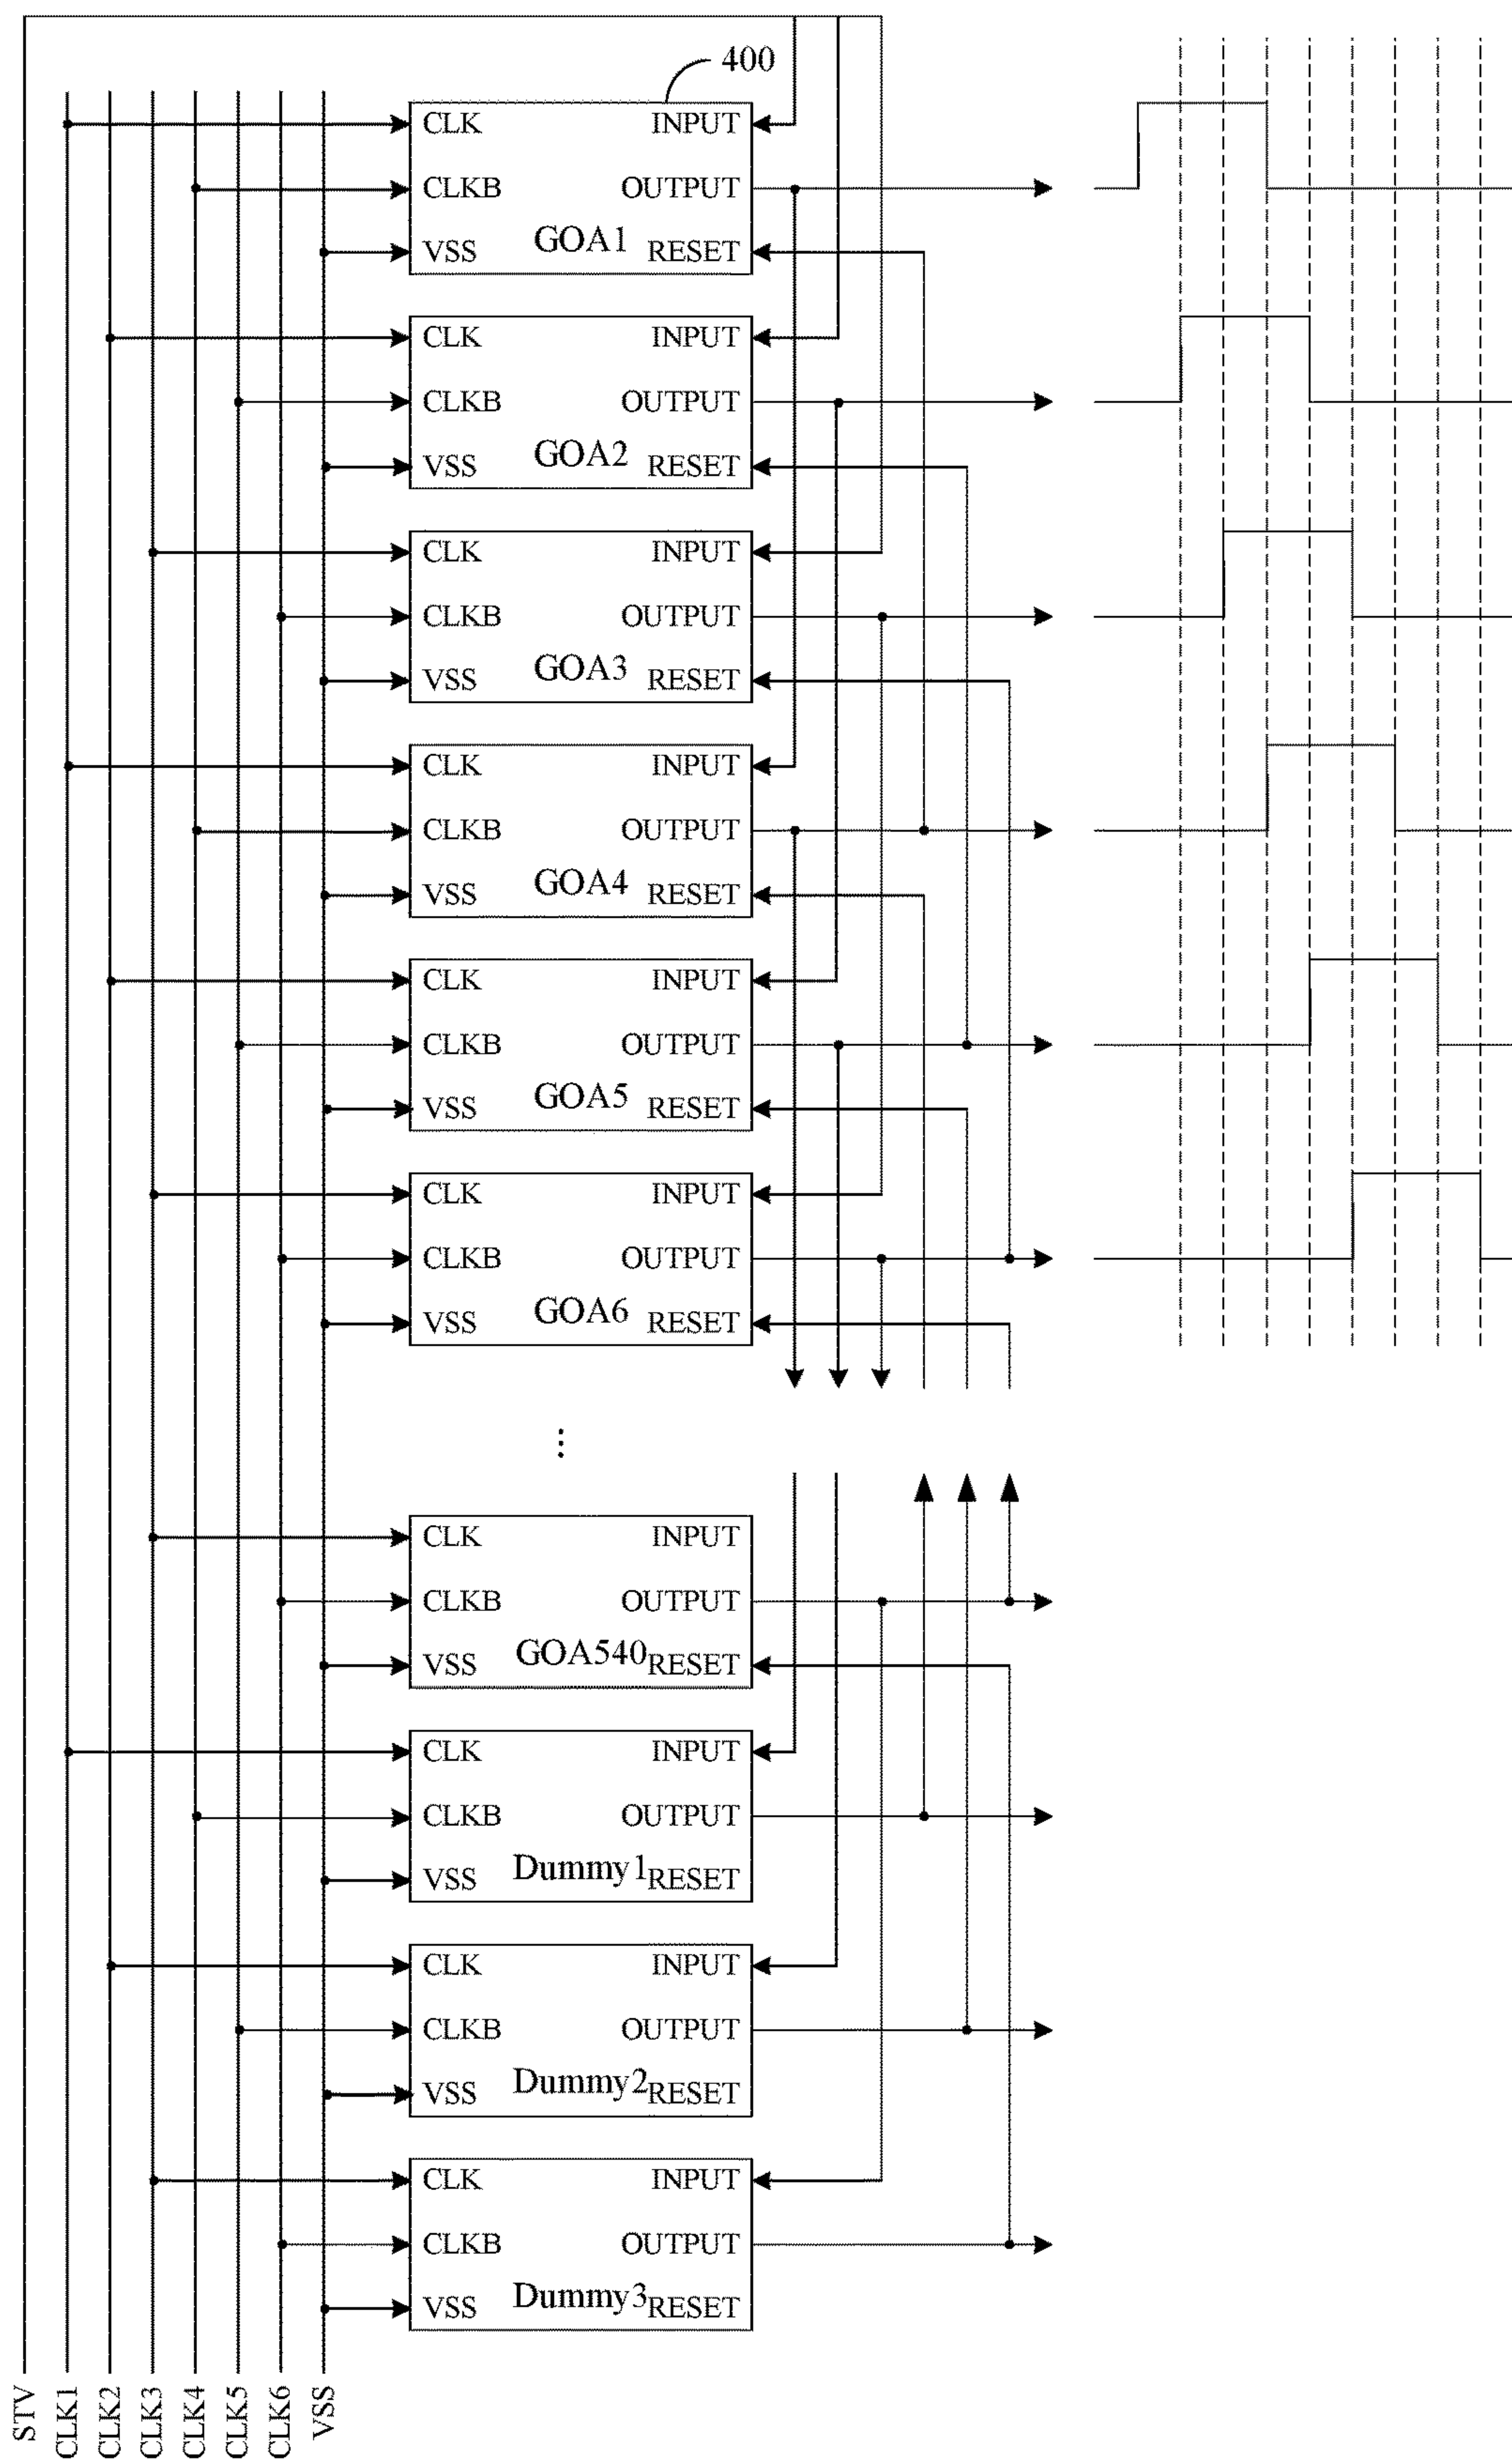 400
CLK INPUT
CLKB OUTPUT
GOA1
VSS RESET
CLK INPUT
CLKB OUTPUT
GOA2
VSS RESET
CLK INPUT
CLKB OUTPUT
GOA3
VSS RESET
CLK INPUT
CLKB OUTPUT
GOA4
VSS RESET
CLK INPUT
CLKB OUTPUT
GOA5
VSS RESET
CLK INPUT
CLKB OUTPUT
GOA6
VSS RESET
⋮
CLK INPUT
CLKB OUTPUT
GOA540
VSS RESET
CLK INPUT
CLKB OUTPUT
Dummy1
VSS RESET
CLK INPUT
CLKB OUTPUT
Dummy2
VSS RESET
CLK INPUT
CLKB OUTPUT
Dummy3
VSS RESET
STV
CLK1
CLK2
CLK3
CLK4
CLK5
CLK6
VSS